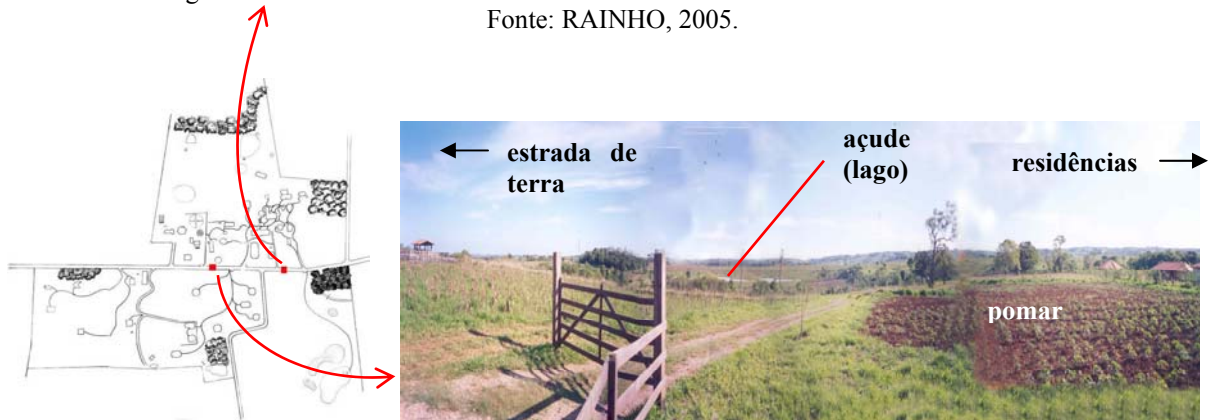 Fonte: RAINHO, 2005.
estrada de
terra
açude
(lago)
residências
pomar